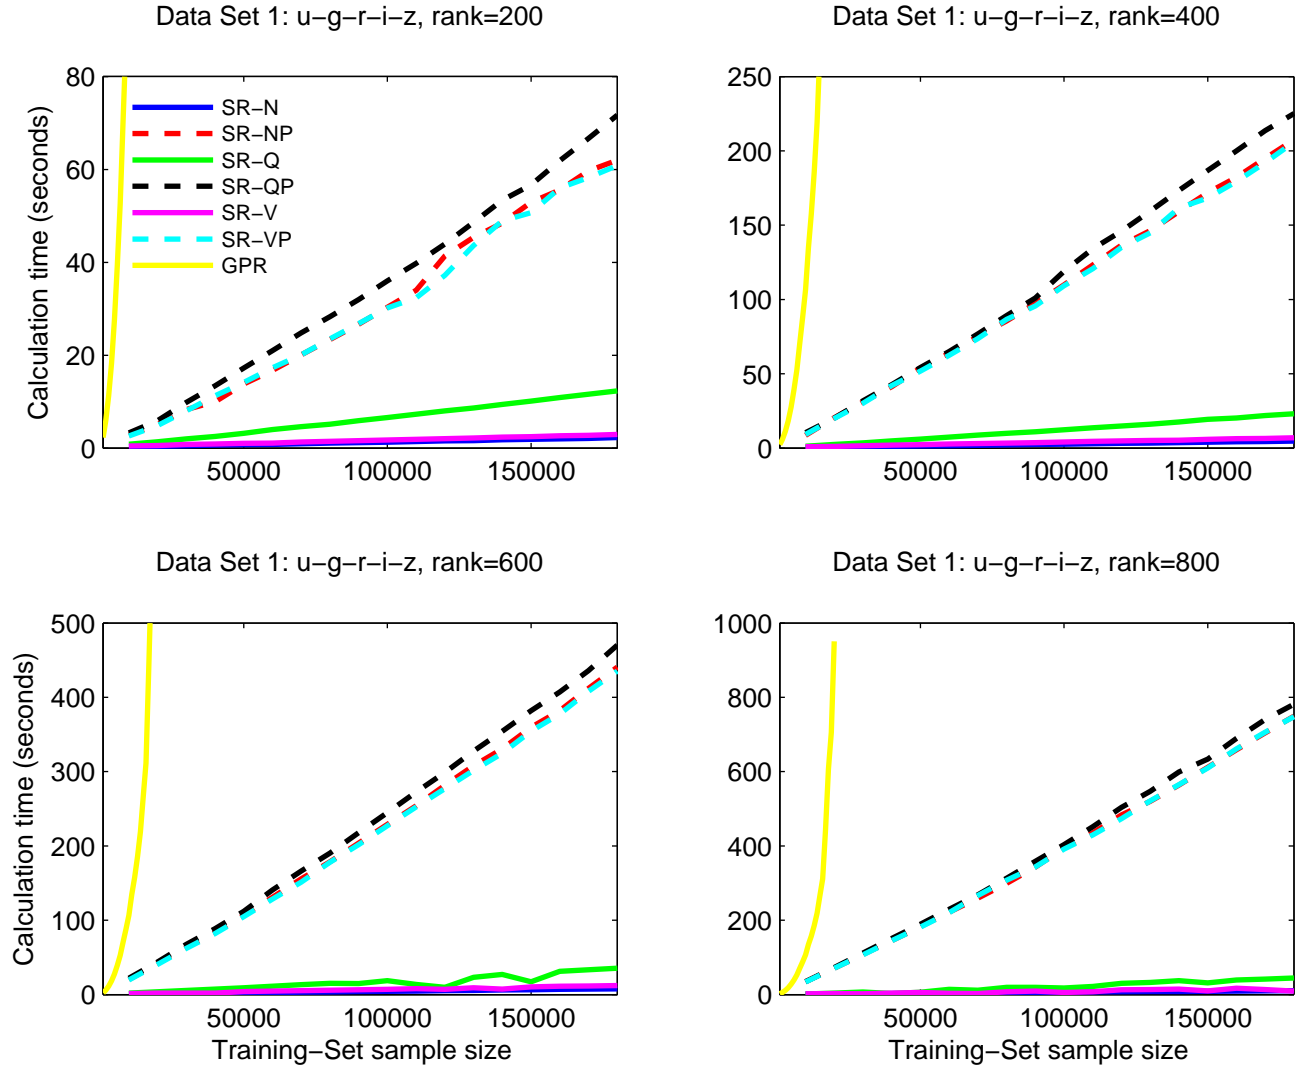 Data Set 1: u−g−r−i−z, rank=200
Calculation time (seconds)
80
60
40
20
0
50000 100000 150000
SR−N
SR−NP
SR−Q
SR−QP
SR−V
SR−VP
GPR
Data Set 1: u−g−r−i−z, rank=400
250
200
150
100
50
0
50000 100000 150000
Data Set 1: u−g−r−i−z, rank=600
Calculation time (seconds)
500
400
300
200
100
0
50000 100000 150000
Training−Set sample size
Data Set 1: u−g−r−i−z, rank=800
1000
800
600
400
200
0
50000 100000 150000
Training−Set sample size